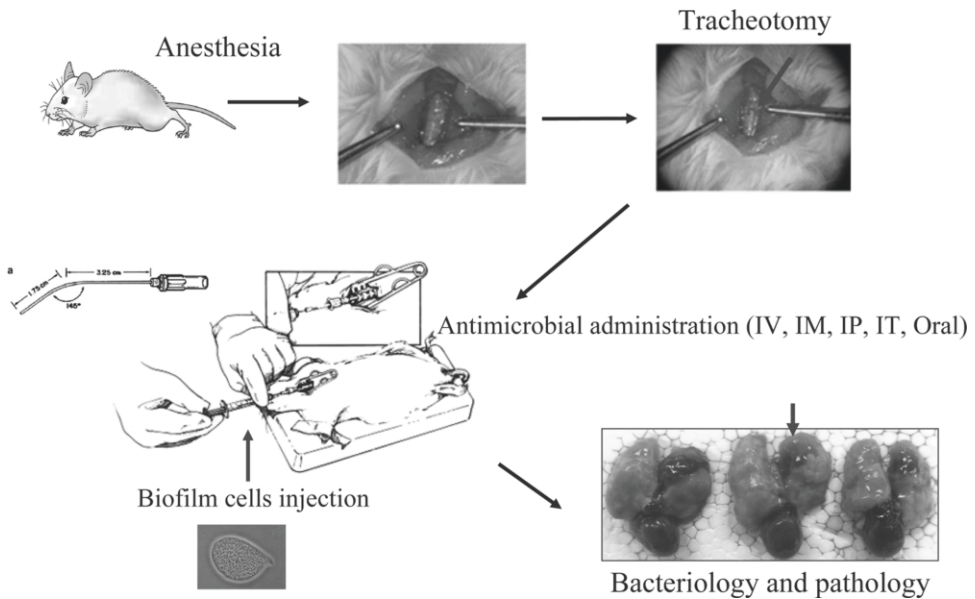 Tracheotomy
Anesthesia
a
3.25 cm
1.75 cm
145°
Antimicrobial administration (IV, IM, IP, IT, Oral)
Biofilm cells injection
Bacteriology and pathology